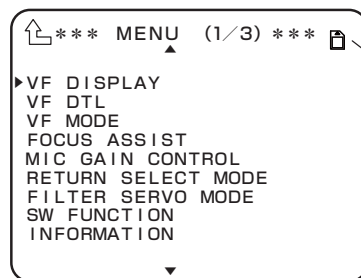 *** MENU (1/3) ***
VF DISPLAY
VF DTL
VF MODE
FOCUS ASSIST
MIC GAIN CONTROL
RETURN SELECT MODE
FILTER SERVO MODE
SW FUNCTION
INFORMATION